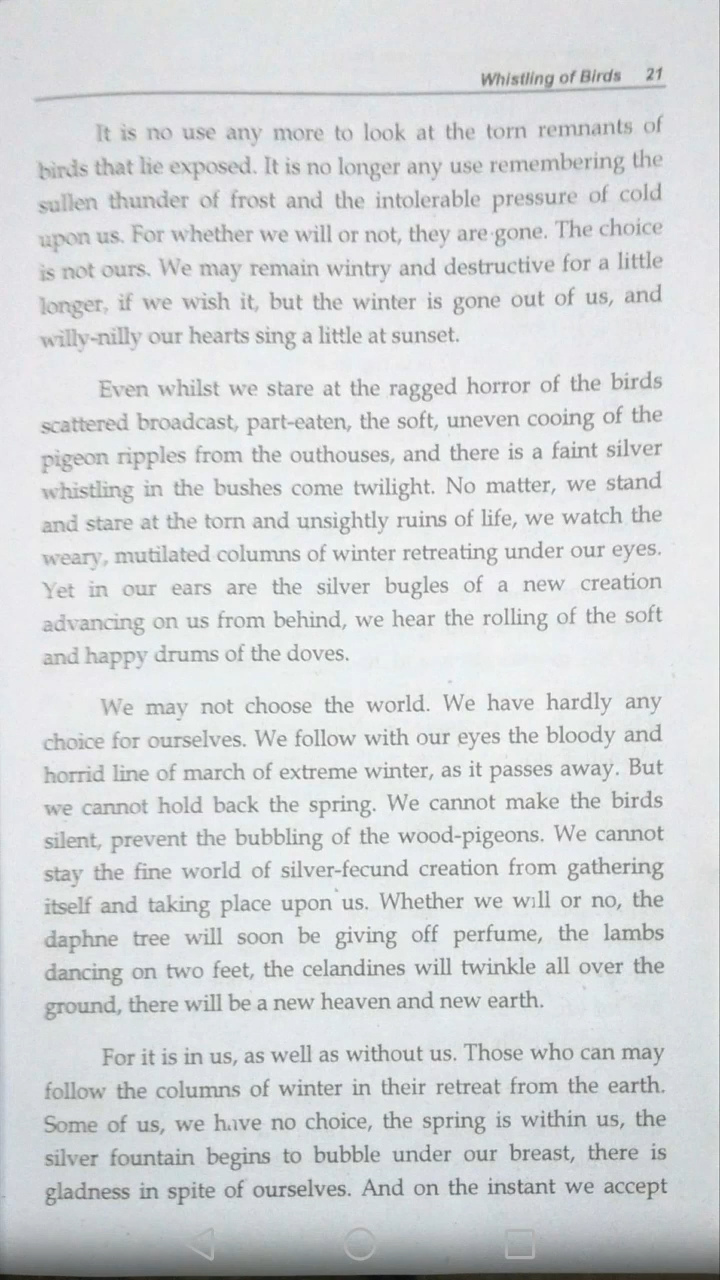 Whistling of Birds 21
It is no use any more to look at the torn remnants of
birds that lie exposed. It is no longer any use remembering the
sullen thunder of frost and the intolerable pressure of cold
upon us. For whether we will or not, they are gone. The choice
is not ours. We may remain wintry and destructive for a little
longer, if we wish it, but the winter is gone out of us, and
willy-nilly our hearts sing a little at sunset.
Even whilst we stare at the ragged horror of the birds
scattered broadcast, part-eaten, the soft, uneven cooing of the
pigeon ripples from the outhouses, and there is a faint silver
whistling in the bushes come twilight. No matter, we stand
and stare at the torn and unsightly ruins of life, we watch the
weary, mutilated columns of winter retreating under our eyes.
Yet in our ears are the silver bugles of a new creation
advancing on us from behind, we hear the rolling of the soft
and happy drums of the doves.
We may not choose the world. We have hardly any
choice for ourselves. We follow with our eyes the bloody and
horrid line of march of extreme winter, as it passes away. But
we cannot hold back the spring. We cannot make the birds
silent, prevent the bubbling of the wood-pigeons. We cannot
stay the fine world of silver-fecund creation from gathering
itself and taking place upon us. Whether we will or no, the
daphne tree will soon be giving off perfume, the lambs
dancing on two feet, the celandines will twinkle all over the
ground, there will be a new heaven and new earth.
For it is in us, as well as without us. Those who can may
follow the columns of winter in their retreat from the earth.
Some of us, we have no choice, the spring is within us, the
silver fountain begins to bubble under our breast, there is
gladness in spite of ourselves. And on the instant we accept